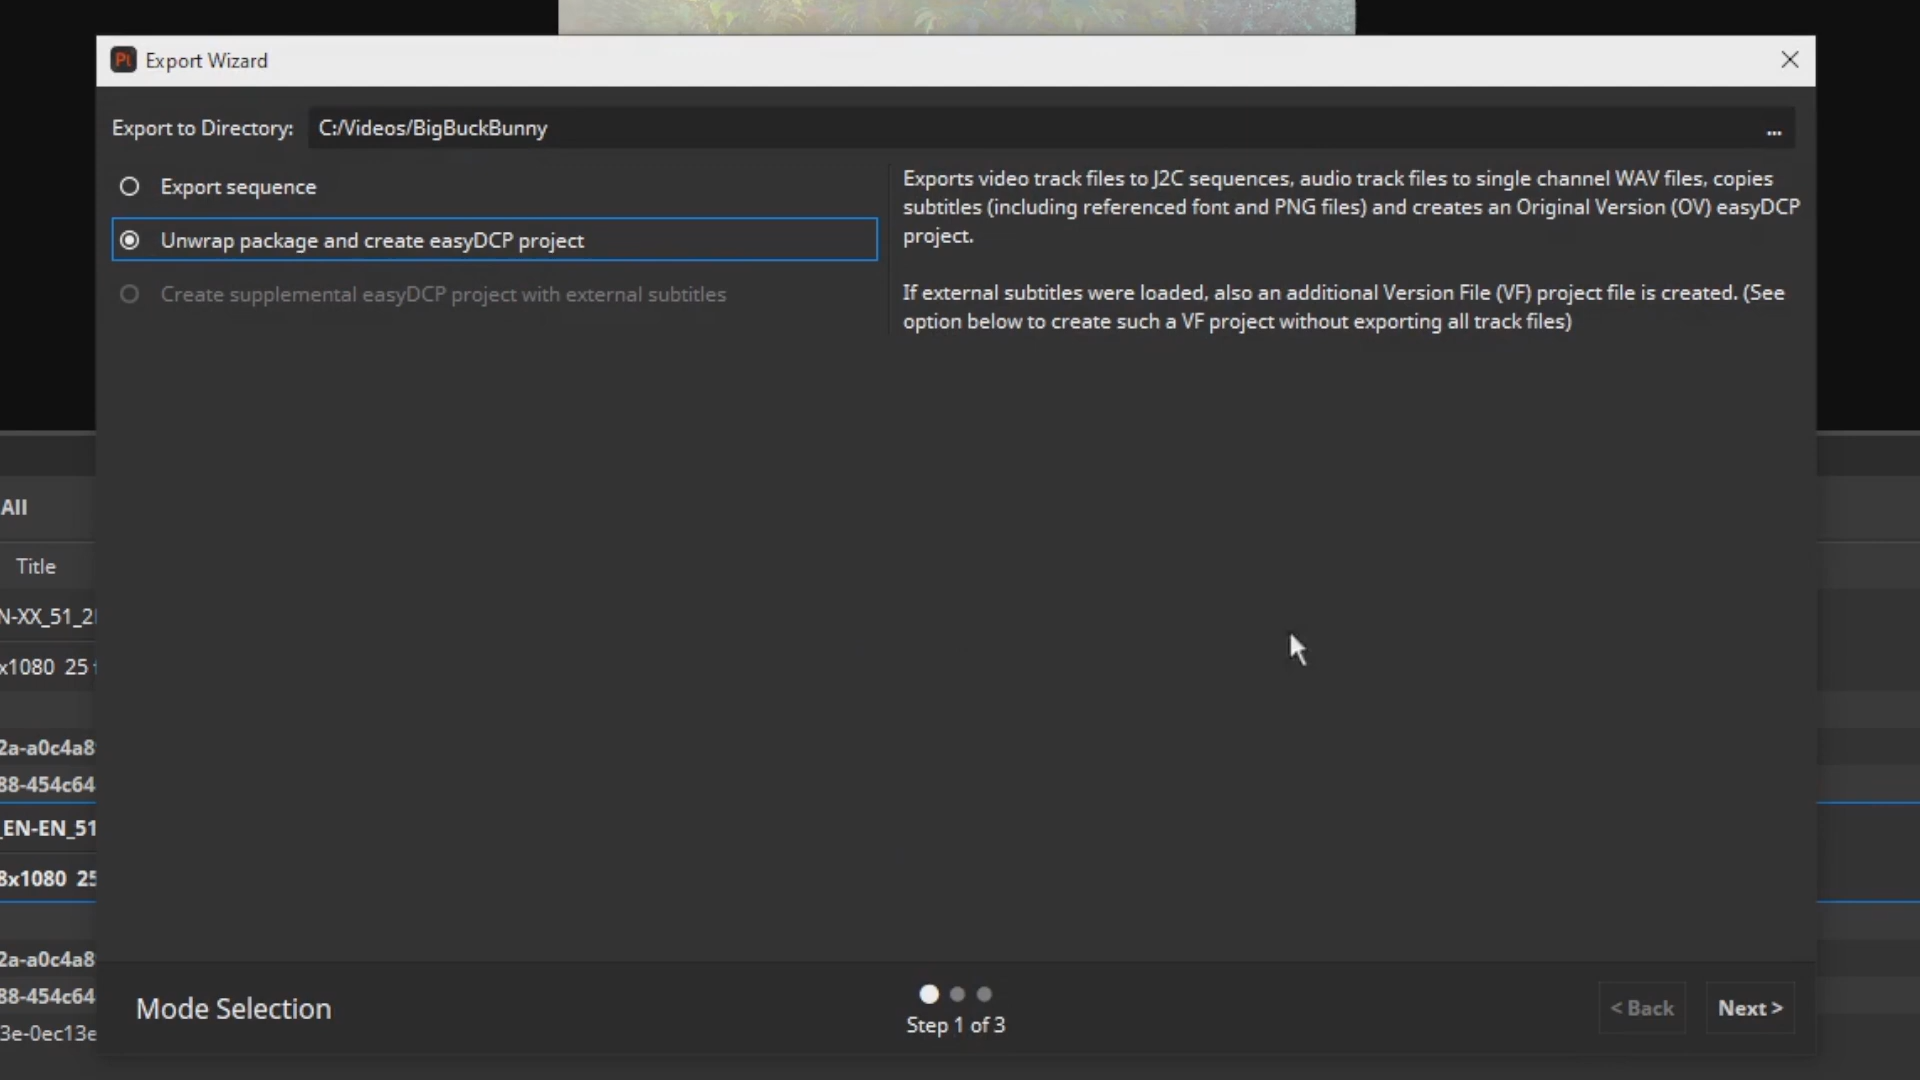 Pl Export Wizard
Export to Directory: C:/Videos/BigBuckBunny ...
Export sequence
Unwrap package and create easyDCP project
Create supplemental easyDCP project with external subtitles
Exports video track files to J2C sequences, audio track files to single channel WAV files, copies
subtitles (including referenced font and PNG files) and creates an Original Version (OV) easyDCP
project.
If external subtitles were loaded, also an additional Version File (VF) project file is created. (See
option below to create such a VF project without exporting all track files)
All
Title
N-XX_51_2
x1080 25
2a-a0c4a8
38-454c64
_EN-EN_51
8x1080 25
2a-a0c4a8
38-454c64
3e-0ec13e
Mode Selection
Step 1 of 3
< Back
Next >